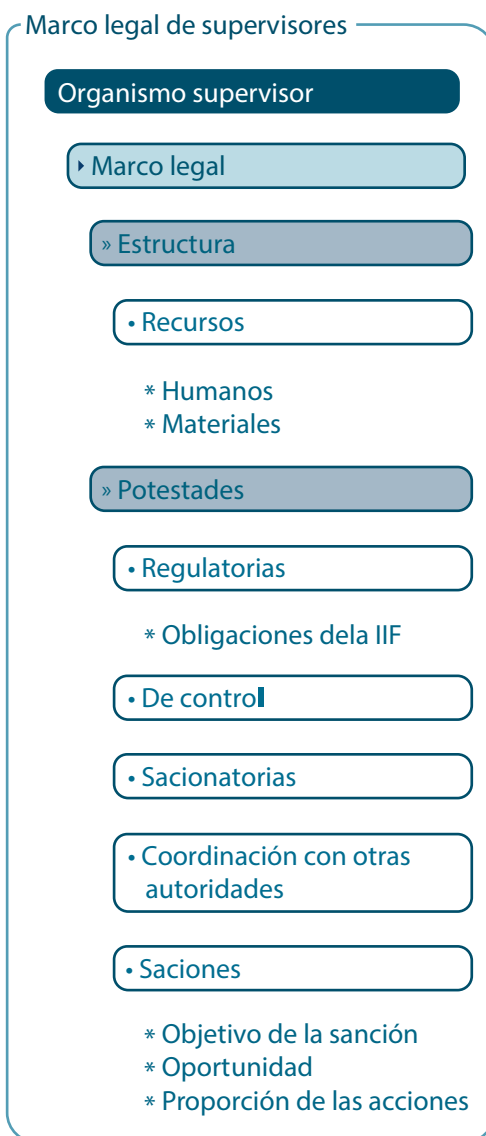 Marco legal de supervisores
Organismo supervisor
‣ Marco legal
» Estructura
• Recursos
* Humanos
* Materiales
» Potestades
• Regulatorias
* Obligaciones dela IIF
• De control
• Sacionatorias
• Coordinación con otras
autoridades
• Saciones
* Objetivo de la sanción
* Oportunidad
* Proporción de las acciones